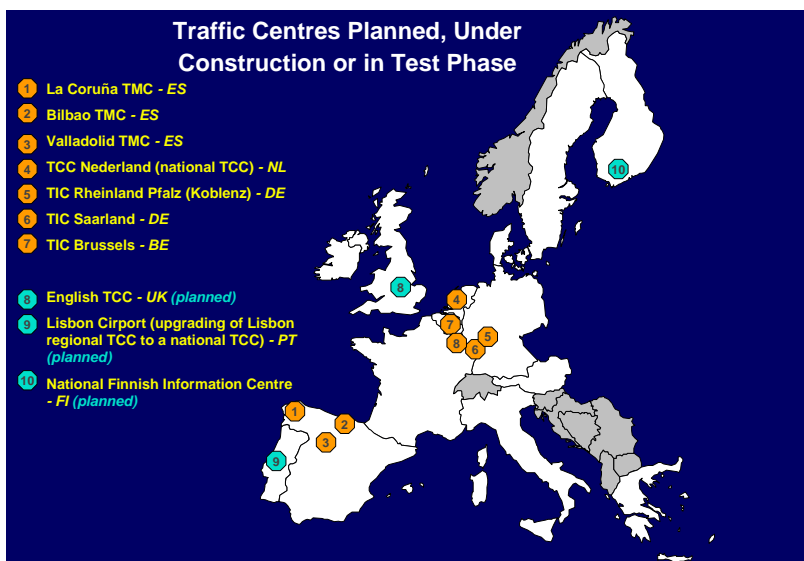 Traffic Centres Planned, Under
Construction or in Test Phase
1 La Coruña TMC - ES
2 Bilbao TMC - ES
3 Valladolid TMC - ES
4 TCC Nederland (national TCC) - NL
5 TIC Rheinland Pfalz (Koblenz) - DE
6 TIC Saarland - DE
7 TIC Brussels - BE
8 English TCC - UK (planned)
9 Lisbon Cirport (upgrading of Lisbon
regional TCC to a national TCC) - PT
(planned)
10 National Finnish Information Centre
- FI (planned)
10
8
4
7
5
8
6
1
2
3
9